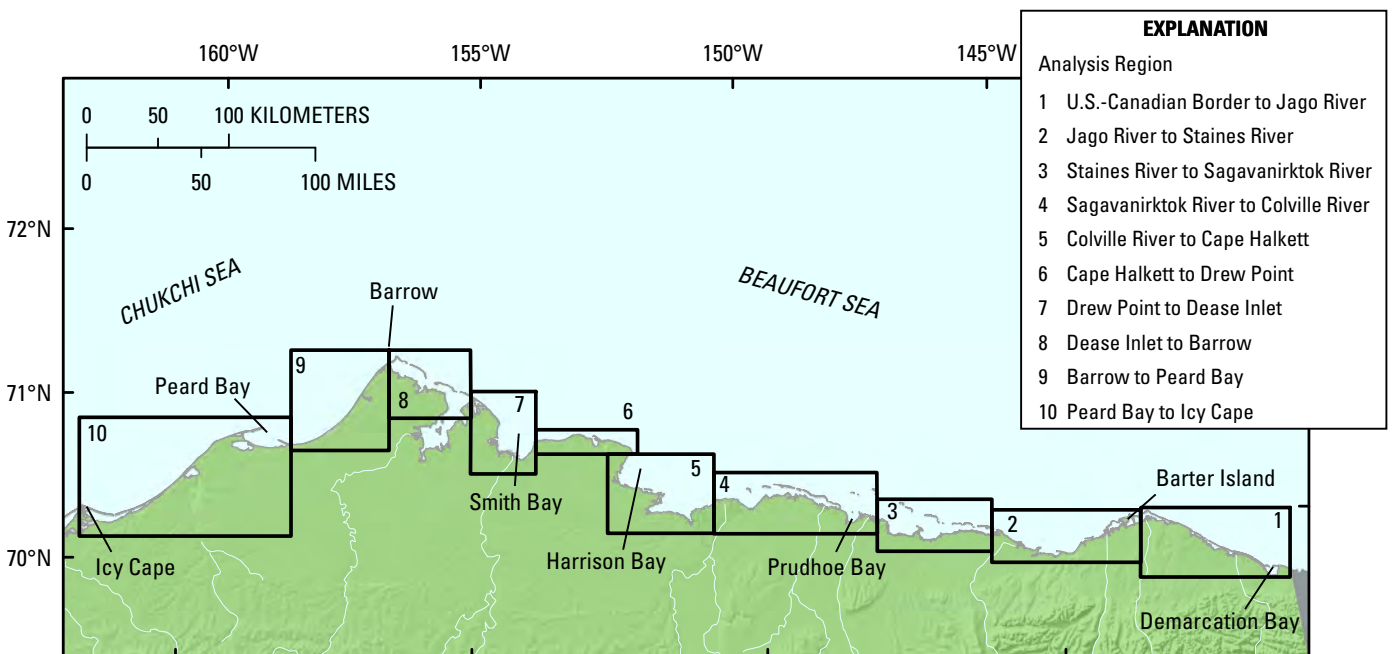 EXPLANATION
Analysis Region
1 U.S.-Canadian Border to Jago River
2 Jago River to Staines River
3 Staines River to Sagavanirktok River
4 Sagavanirktok River to Colville River
5 Colville River to Cape Halkett
6 Cape Halkett to Drew Point
7 Drew Point to Dease Inlet
8 Dease Inlet to Barrow
9 Barrow to Peard Bay
10 Peard Bay to Icy Cape
160°W 155°W 150°W 145°W
0 50 100 KILOMETERS
0 50 100 MILES
72°N
CHUKCHI SEA
BEAUFORT SEA
Barrow
9
71°N
Peard Bay
8
7
6
10
5
4
Smith Bay
Barter Island
3
2
1
Harrison Bay
Prudhoe Bay
70°N
Icy Cape
Demarcation Bay